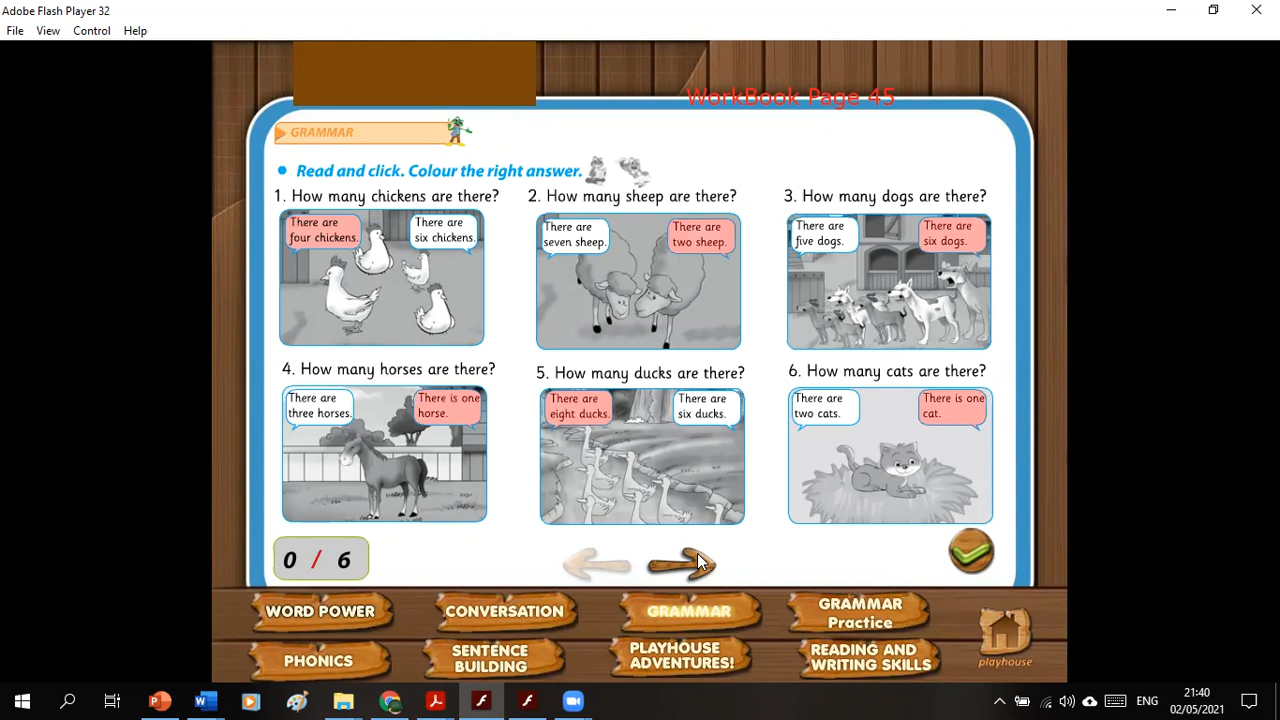 Adobe Flash Player 32
File View Control Help
WorkBook Page 45
GRAMMAR
Read and click. Colour the right answer.
1. How many chickens are there?
There are
four chickens.
There are
six chickens.
2. How many sheep are there?
There are
seven sheep.
There are
two sheep.
3. How many dogs are there?
There are
five dogs.
There are
six dogs.
4. How many horses are there?
There are
three horses.
There is one
horse.
5. How many ducks are there?
There are
eight ducks.
There are
six ducks.
6. How many cats are there?
There are
two cats.
There is one
cat.
0 / 6
WORD POWER
CONVERSATION
GRAMMAR
GRAMMAR
Practice
PHONICS
SENTENCE
BUILDING
PLAYHOUSE
ADVENTURES!
READING AND
WRITING SKILLS
playhouse
ENG
21:40
02/05/2021